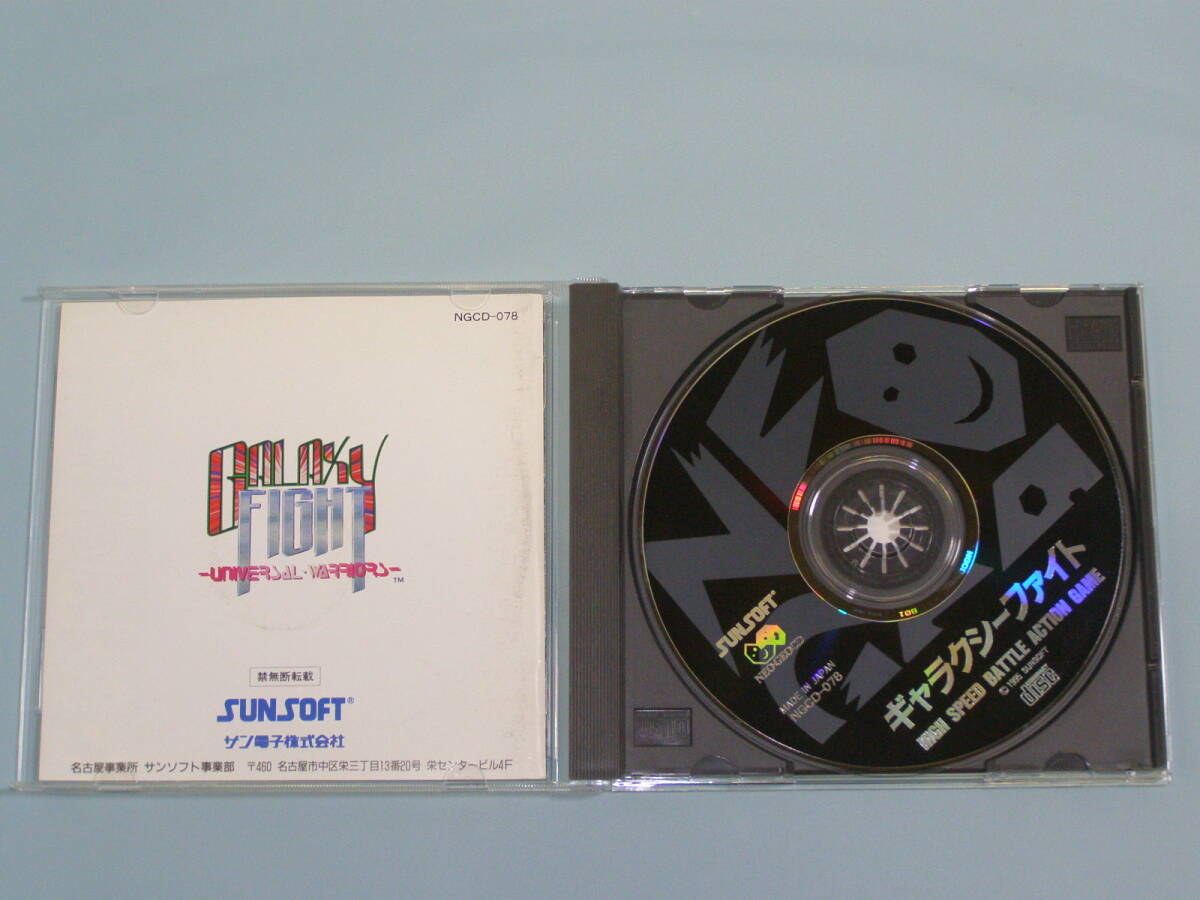 NGCD-078
GALAXY
FIGHT
-UNIVERSAL・WARRIORS-
TM
禁無断転載
SUNSOFT®
サン電子株式会社
名古屋事業所 サンソフト事業部 〒460 名古屋市中区栄三丁目13番20号 栄センタービル4F
SUNSOFT®
NEOGEOCD
MADE IN JAPAN
NGCD-078
ギャラクシーファイト
HIGH SPEED BATTLE ACTION GAME
© 1995 SUNSOFT
disc
B01